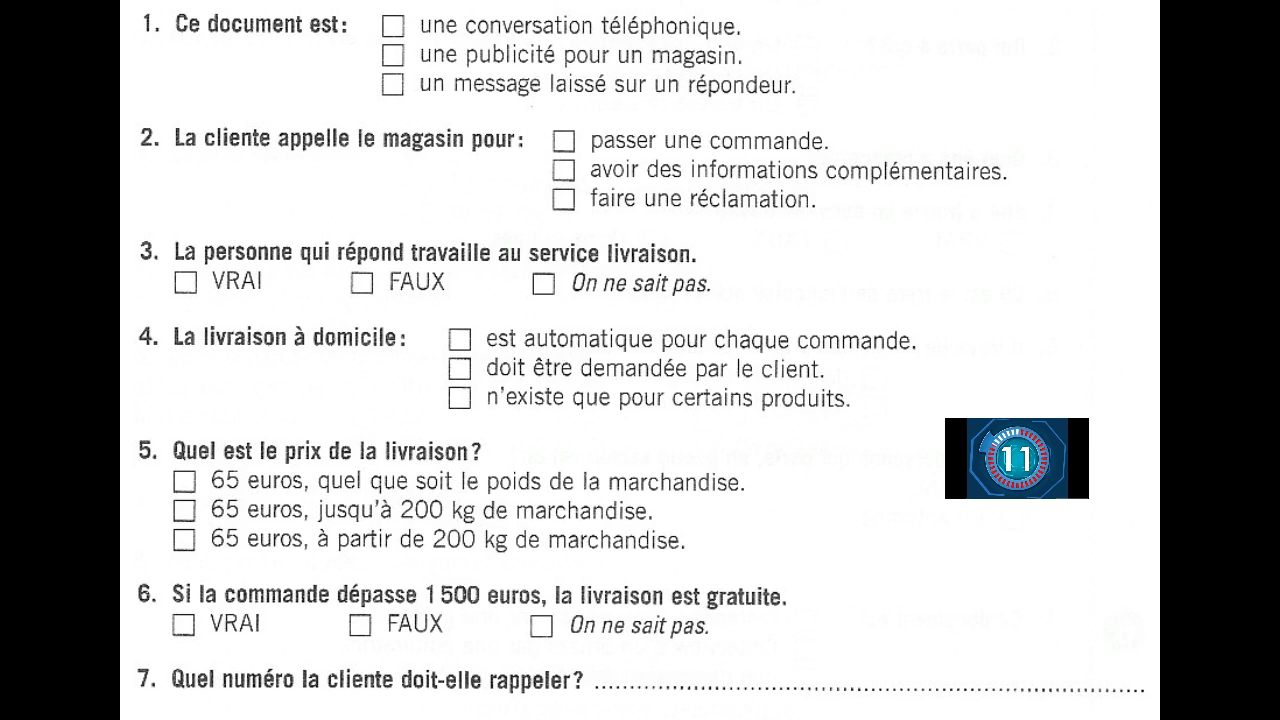 1. Ce document est : une conversation téléphonique.
une publicité pour un magasin.
un message laissé sur un répondeur.
2. La cliente appelle le magasin pour : passer une commande.
avoir des informations complémentaires.
faire une réclamation.
3. La personne qui répond travaille au service livraison.
VRAI FAUX On ne sait pas.
4. La livraison à domicile : est automatique pour chaque commande.
doit être demandée par le client.
n'existe que pour certains produits.
5. Quel est le prix de la livraison ?
65 euros, quel que soit le poids de la marchandise.
65 euros, jusqu'à 200 kg de marchandise.
65 euros, à partir de 200 kg de marchandise.
11
6. Si la commande dépasse 1 500 euros, la livraison est gratuite.
VRAI FAUX On ne sait pas.
7. Quel numéro la cliente doit-elle rappeler ? ..........